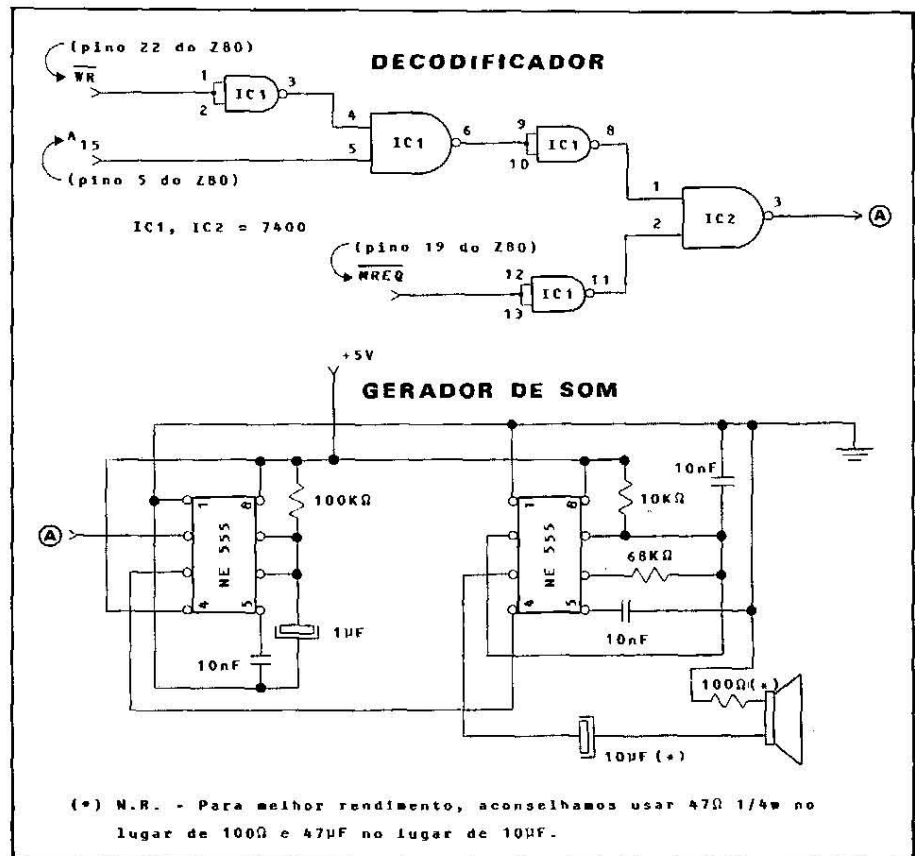 (pino 22 do Z80)
DECODIFICADOR
WR
1
2
IC1
3
4
5
IC1
6
9
10
IC1
8
A15
(pino 5 do Z80)
1
2
IC2
3
A
IC1, IC2 = 7400
(pino 19 do Z80)
MREQ
12
13
IC1
11
+5V
GERADOR DE SOM
A
1
8
NE 555
4
5
100KΩ
1µF
10nF
1
8
NE 555
4
5
10KΩ
10nF
68KΩ
10nF
100Ω(*)
10µF(*)
(*) N.R. - Para melhor rendimento, aconselhamos usar 47Ω 1/4w no
lugar de 100Ω e 47µF no lugar de 10µF.